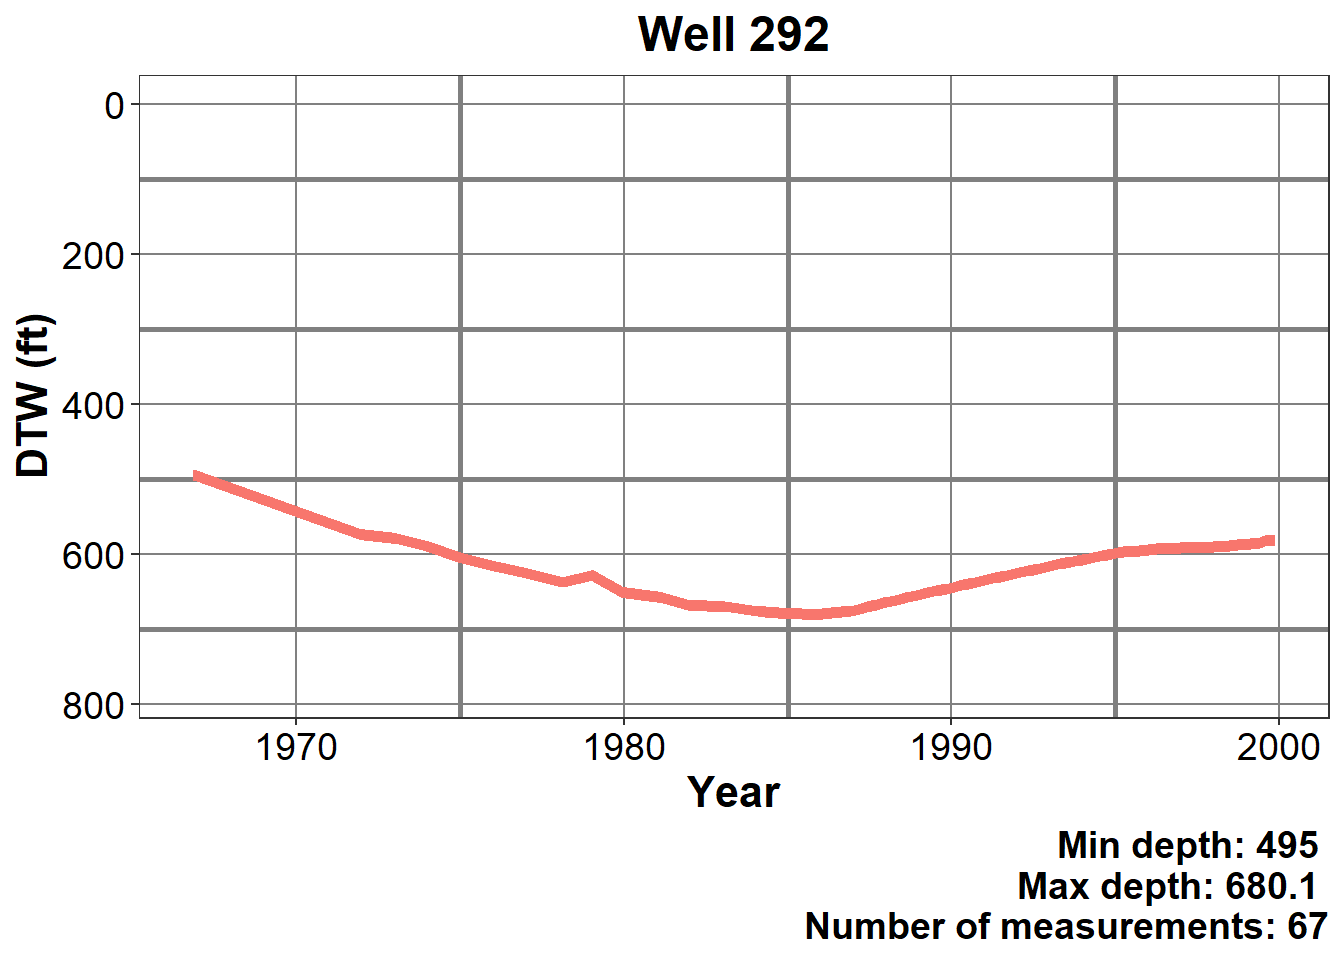 Well 292
0
200
400
600
800
DTW (ft)
1970 1980 1990 2000
Year
Min depth: 495
Max depth: 680.1
Number of measurements: 67